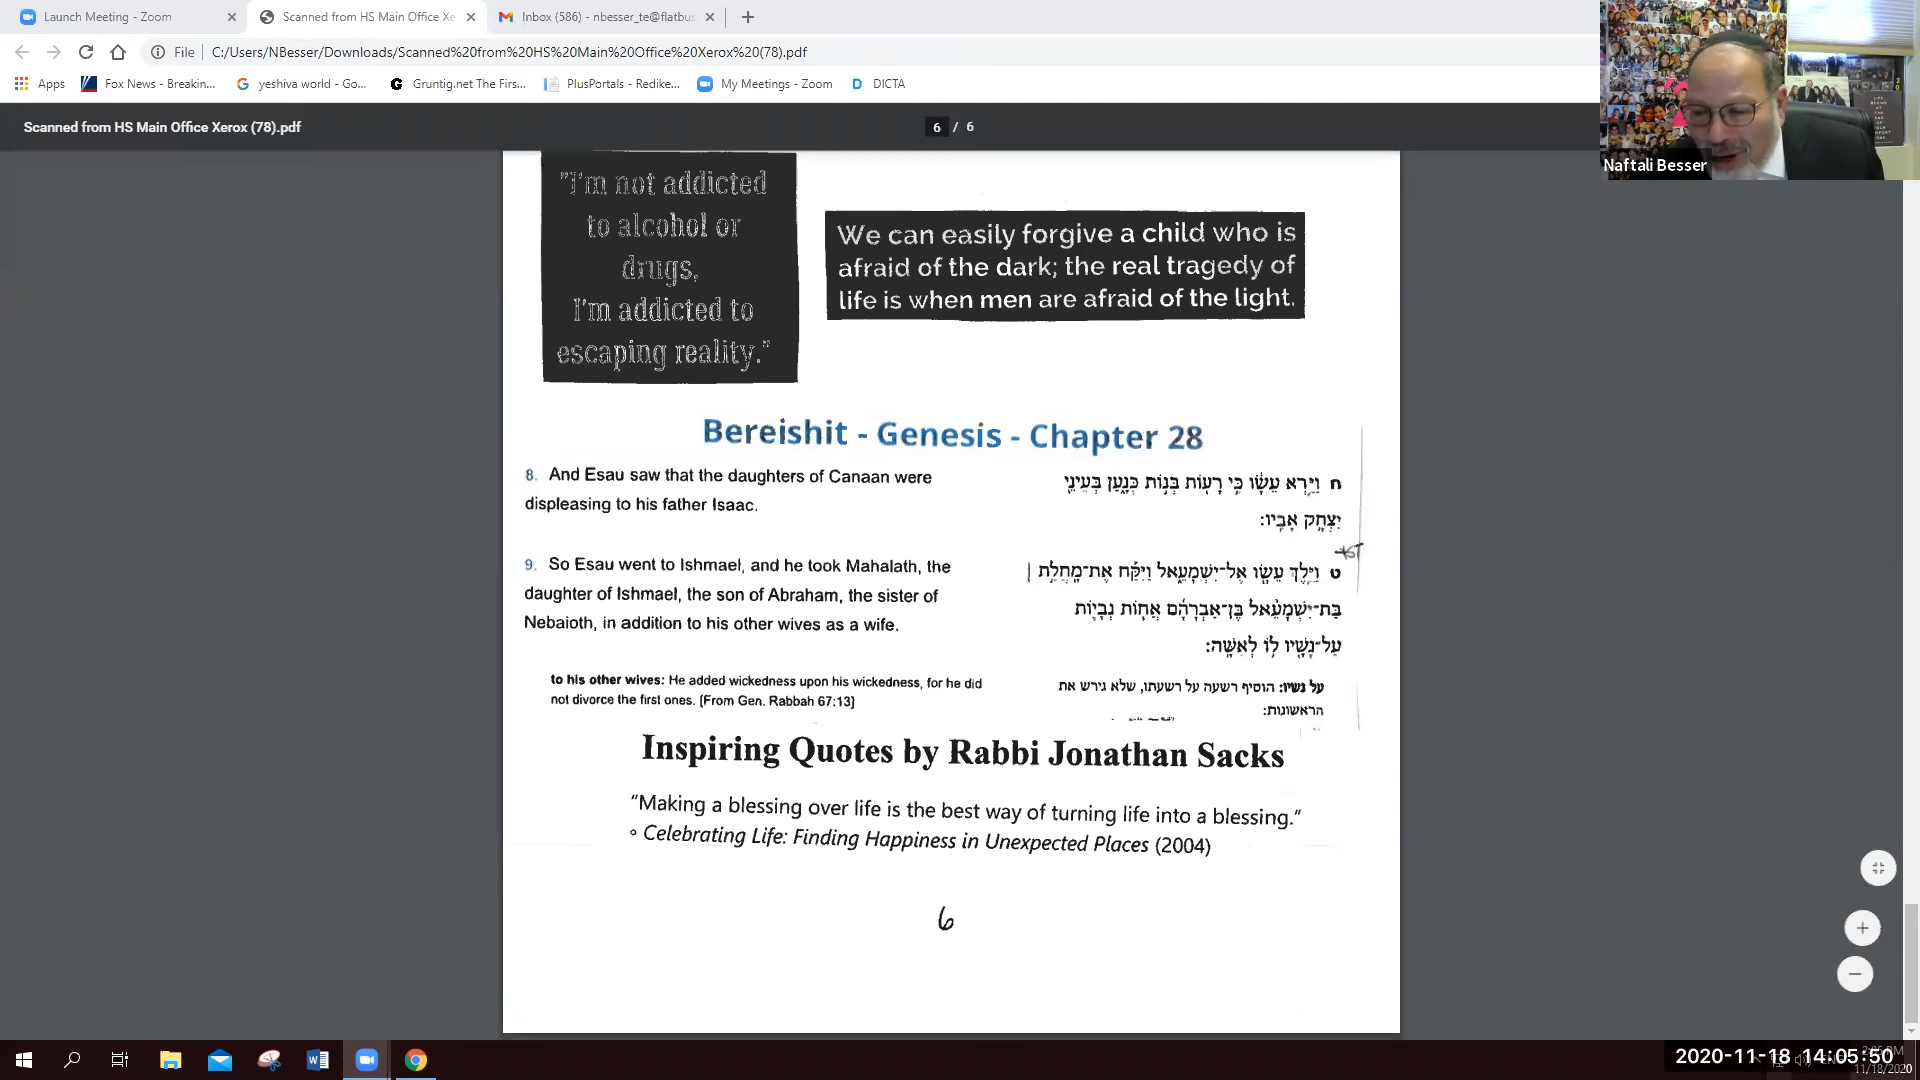 Launch Meeting - Zoom
Scanned from HS Main Office Xe
Inbox (586) - nbesser_te@flatbus
File
C:/Users/NBesser/Downloads/Scanned%20from%20HS%20Main%20Office%20Xerox%20(78).pdf
Apps
Fox News - Breakin...
yeshiva world - Go...
Gruntig.net The Firs...
PlusPortals - Redike...
My Meetings - Zoom
DICTA
Scanned from HS Main Office Xerox (78).pdf
6 / 6
Naftali Besser
"I'm not addicted
to alcohol or
drugs,
I'm addicted to
escaping reality."
We can easily forgive a child who is
afraid of the dark; the real tragedy of
life is when men are afraid of the light.
Bereishit - Genesis - Chapter 28
8. And Esau saw that the daughters of Canaan were
displeasing to his father Isaac.
ח וַיַּ֣רְא עֵשָׂ֔ו כִּ֥י רָע֖וֹת בְּנ֣וֹת כְּנָ֑עַן בְּעֵינֵ֖י
יִצְחָ֥ק אָבִֽיו:
9. So Esau went to Ishmael, and he took Mahalath, the
daughter of Ishmael, the son of Abraham, the sister of
Nebaioth, in addition to his other wives as a wife.
ט וַיֵּ֥לֶךְ עֵשָׂ֖ו אֶל־יִשְׁמָעֵ֑אל וַיִּקַּ֡ח אֶת־מָֽחֲלַ֣ת |
בַּת־יִשְׁמָעֵ֨אל בֶּן־אַבְרָהָ֜ם אֲח֧וֹת נְבָי֛וֹת
עַל־נָשָׁ֖יו ל֥וֹ לְאִשָּֽׁה:
to his other wives: He added wickedness upon his wickedness, for he did
not divorce the first ones. [From Gen. Rabbah 67:13]
על נשיו: הוסיף רשעה על רשעתו, שלא גירש את
הראשונות:
Inspiring Quotes by Rabbi Jonathan Sacks
"Making a blessing over life is the best way of turning life into a blessing."
° Celebrating Life: Finding Happiness in Unexpected Places (2004)
6
2020-11-18 14:05:50
11/18/2020